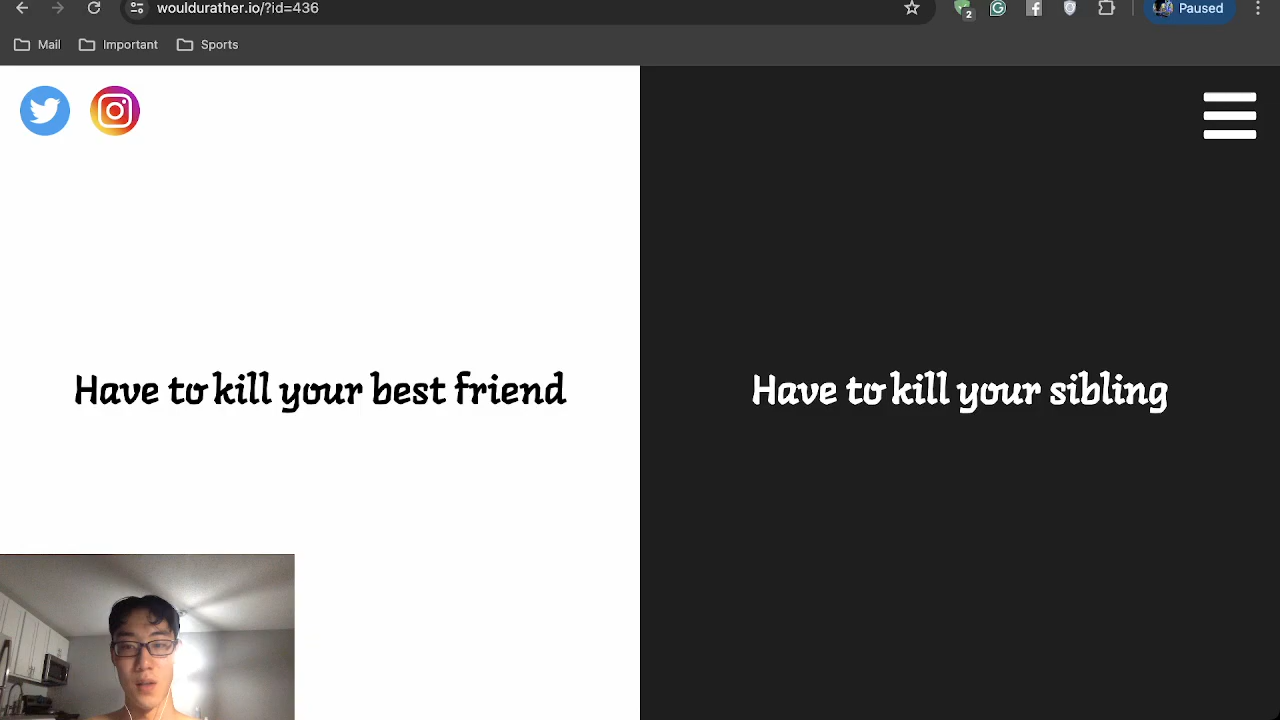 wouldurather.io/?id=436
2
Paused
Mail Important Sports
Have to kill your best friend
Have to kill your sibling